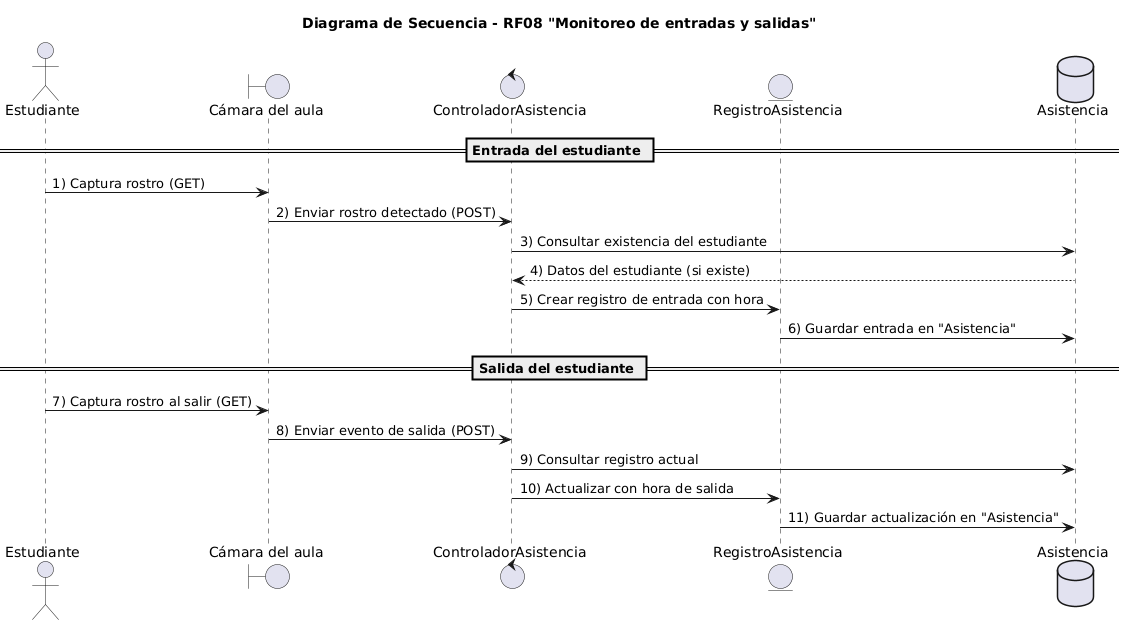 Diagrama de Secuencia - RF08 "Monitoreo de entradas y salidas"
Estudiante
Cámara del aula
ControladorAsistencia
RegistroAsistencia
Asistencia
Entrada del estudiante
1) Captura rostro (GET)
2) Enviar rostro detectado (POST)
3) Consultar existencia del estudiante
4) Datos del estudiante (si existe)
5) Crear registro de entrada con hora
6) Guardar entrada en "Asistencia"
Salida del estudiante
7) Captura rostro al salir (GET)
8) Enviar evento de salida (POST)
9) Consultar registro actual
10) Actualizar con hora de salida
11) Guardar actualización en "Asistencia"
Estudiante
Cámara del aula
ControladorAsistencia
RegistroAsistencia
Asistencia